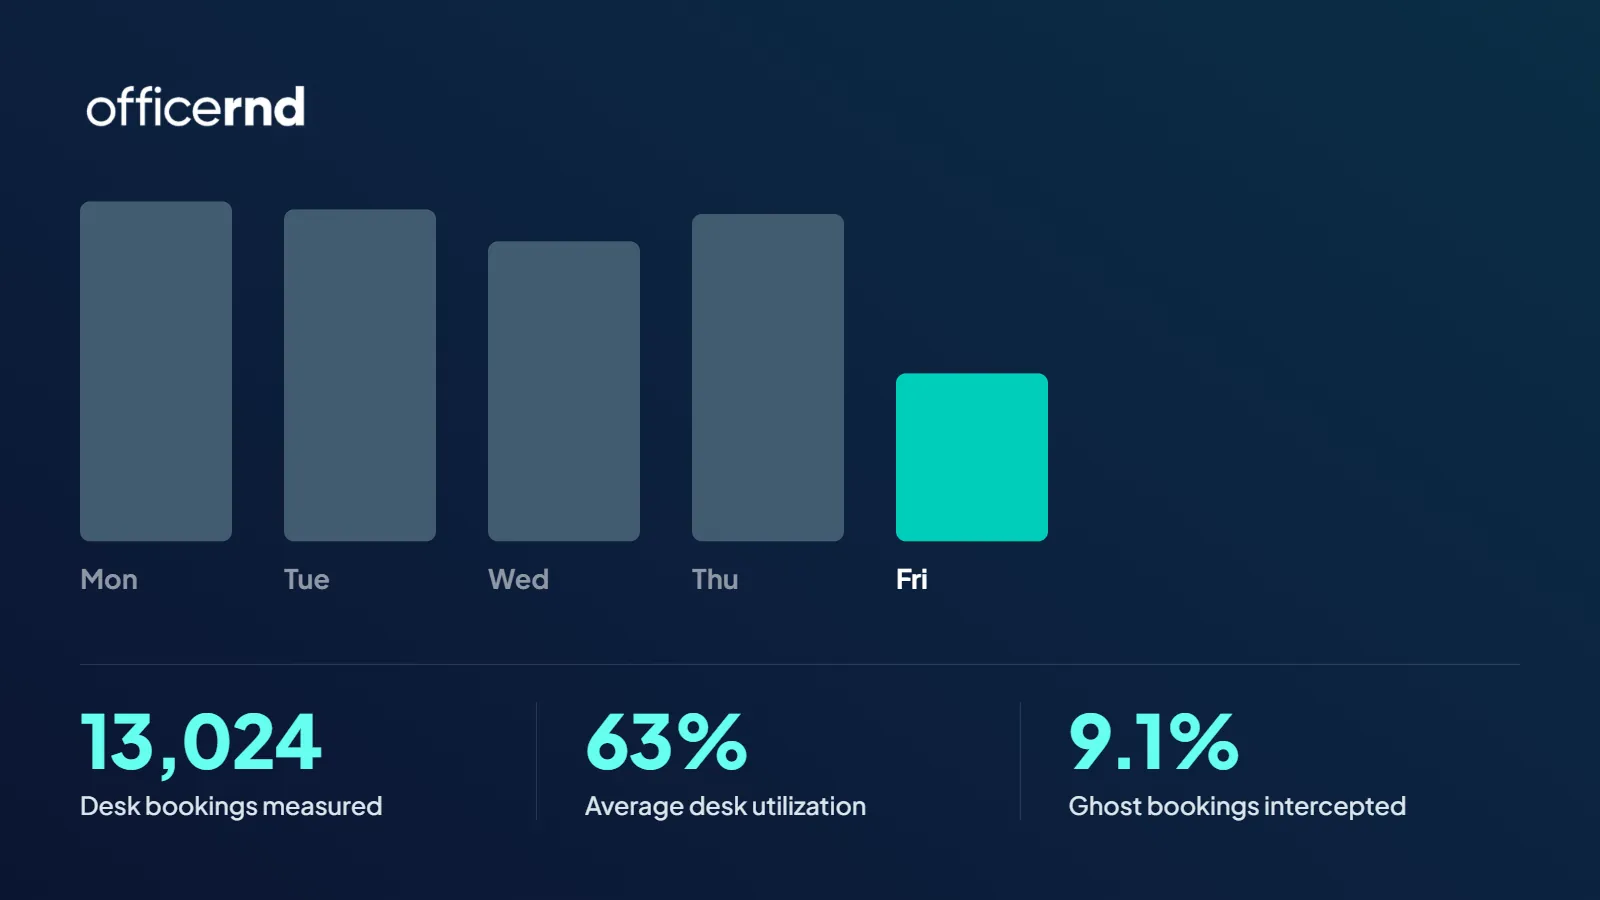 officernd
Mon Tue Wed Thu Fri
13,024 63% 9.1%
Desk bookings measured Average desk utilization Ghost bookings intercepted